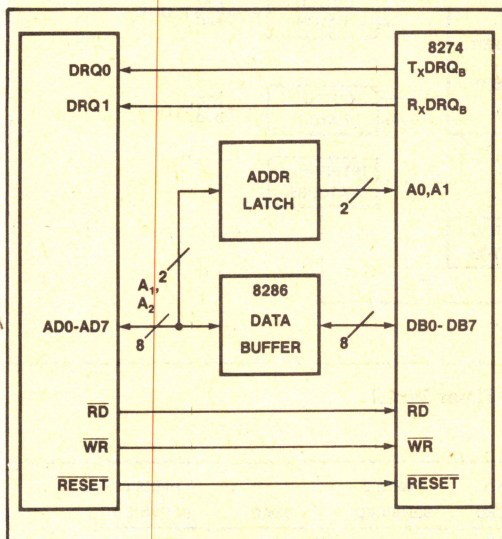 8274
DRQ0
TxDRQB
DRQ1
RxDRQB
ADDR
LATCH
2
A0,A1
A1,
2
A2
8286
DATA
BUFFER
AD0-AD7
8
8
DB0- DB7
RD
RD
WR
WR
RESET
RESET